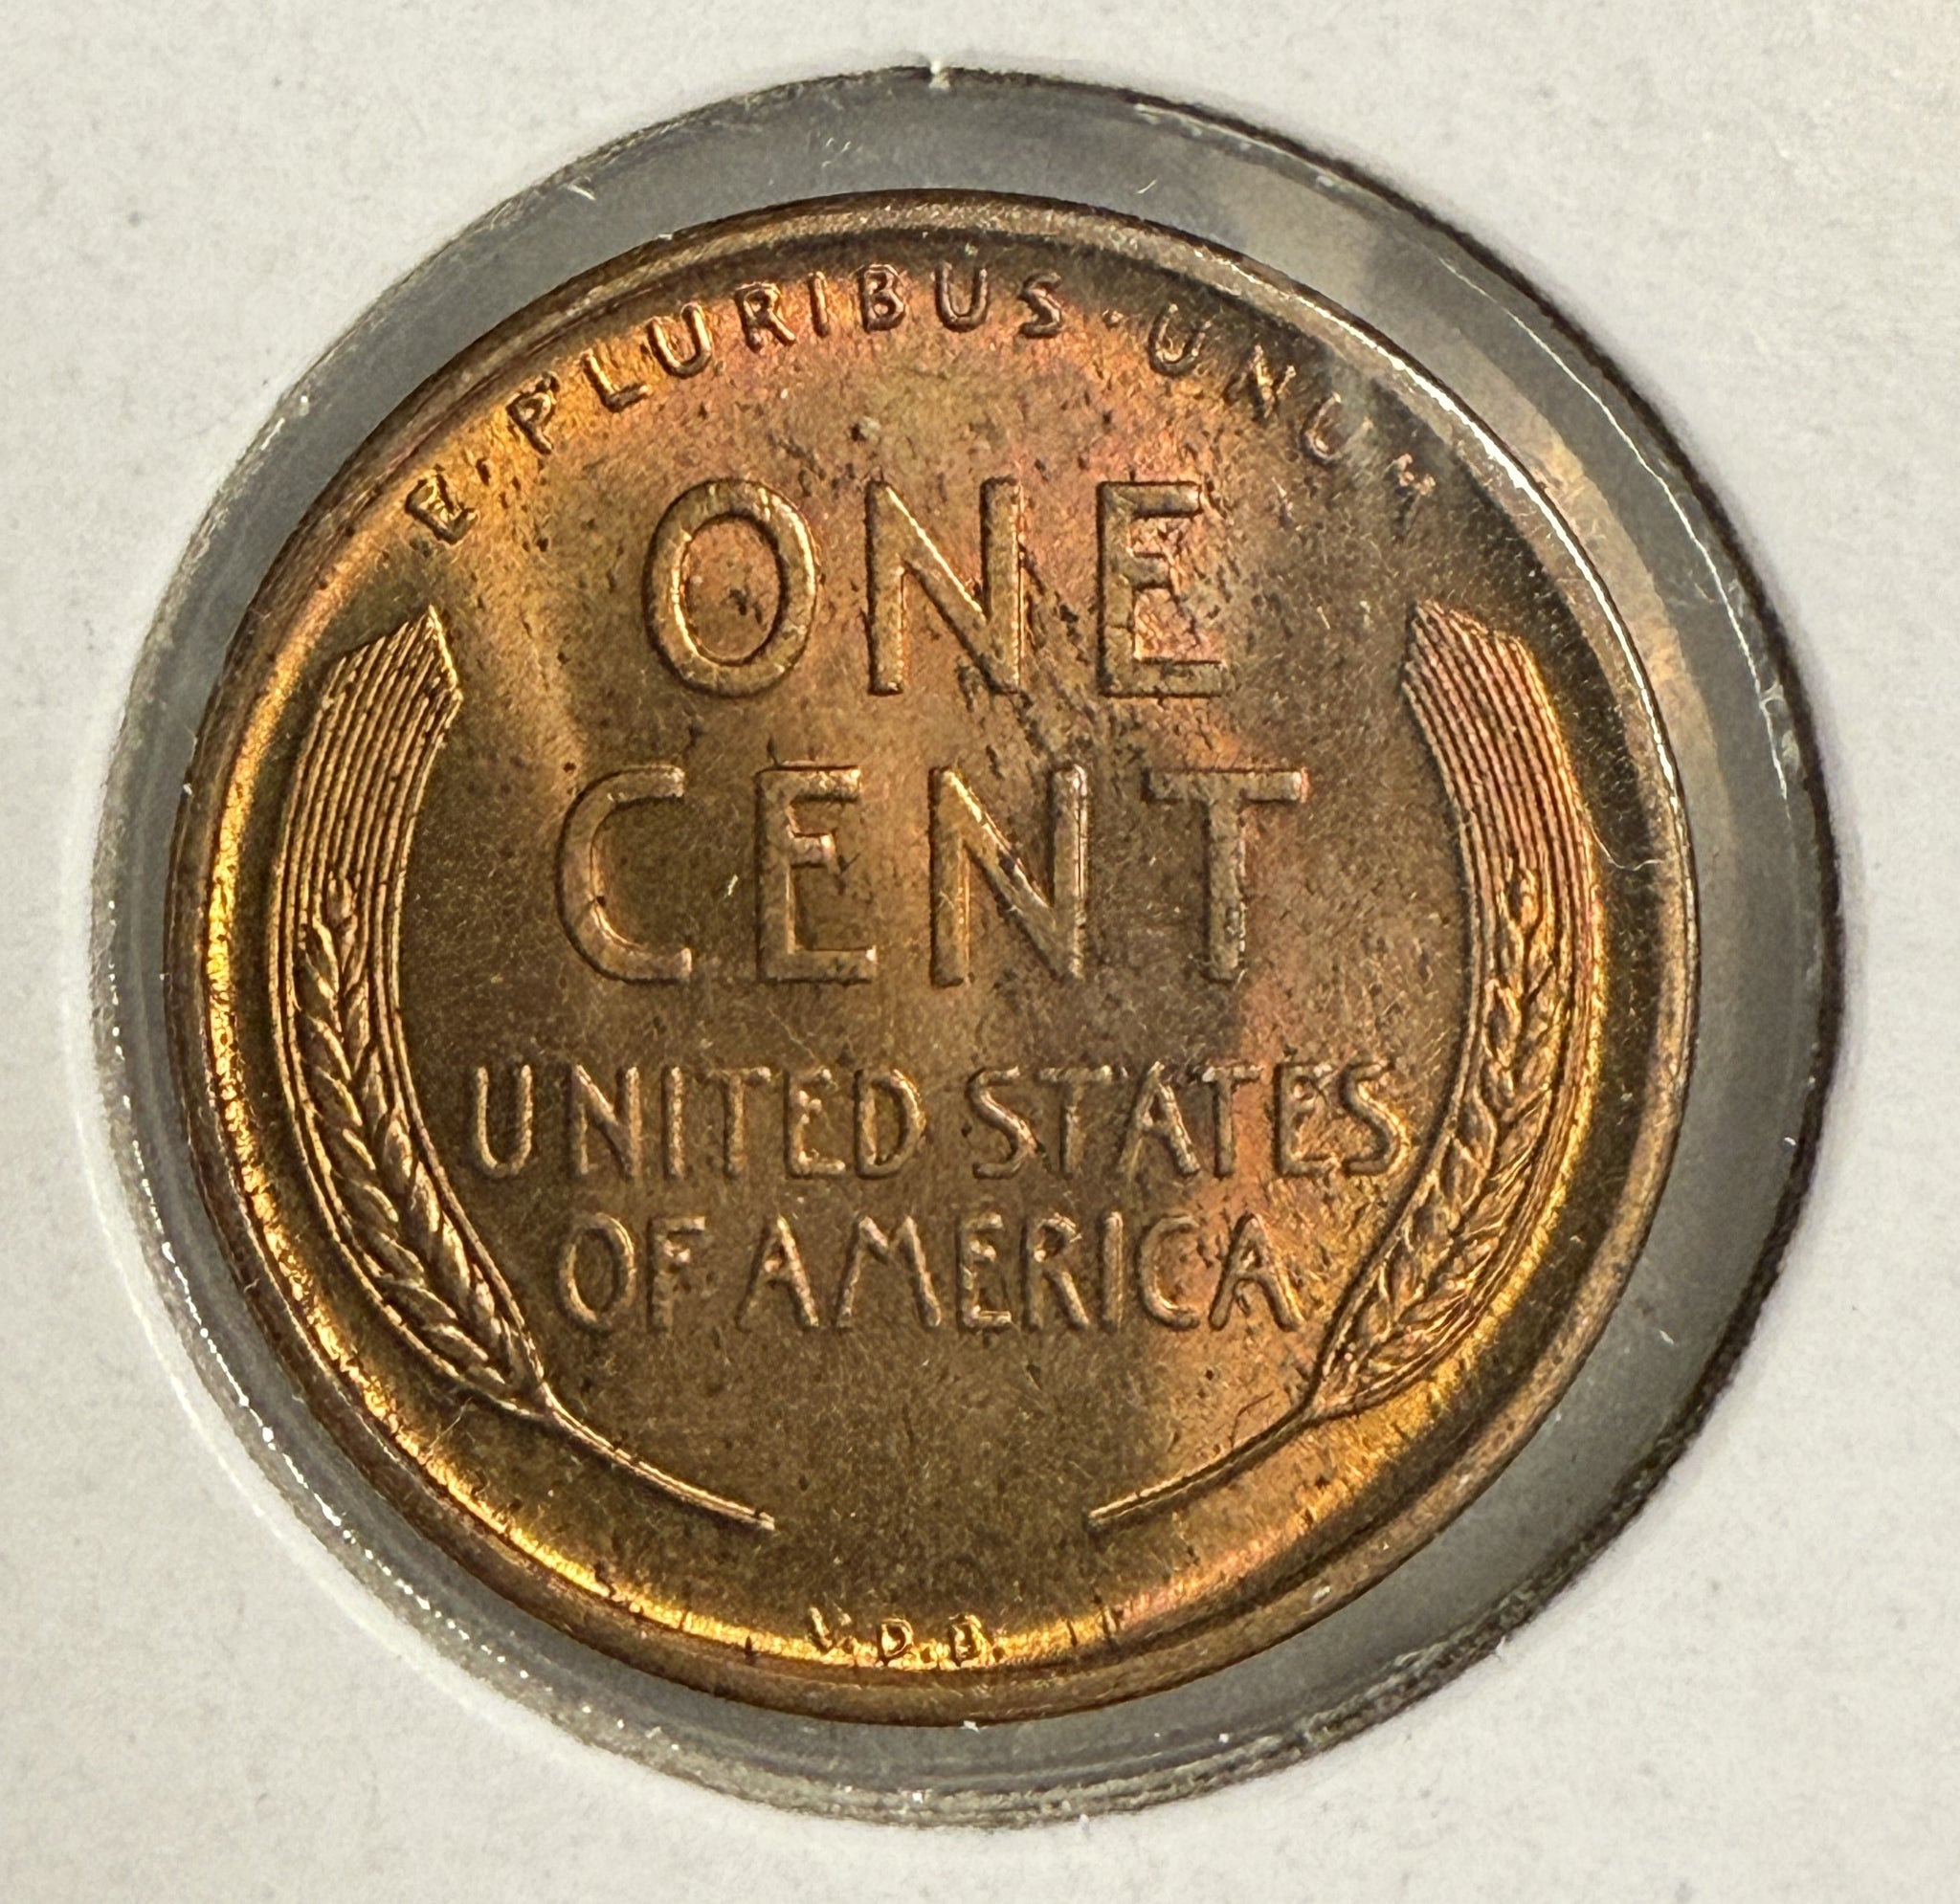 E·PLURIBUS·UNUM
ONE
CENT
UNITED STATES
OF AMERICA
V.D.B.